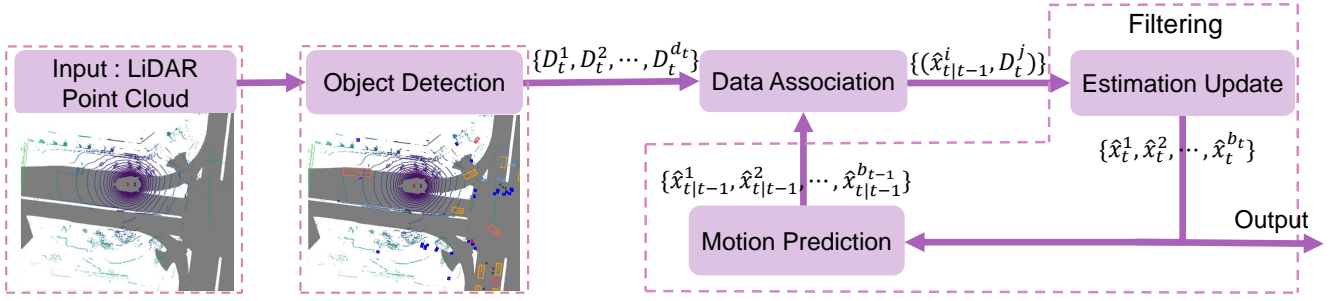 Input : LiDAR
Point Cloud
Object Detection
{D_t^1, D_t^2, ⋯, D_t^{d_t}}
Data Association
{(x̂_{t|t−1}^i, D_t^j)}
Filtering
Estimation Update
{x̂_t^1, x̂_t^2, ⋯, x̂_t^{b_t}}
{x̂_{t|t−1}^1, x̂_{t|t−1}^2, ⋯, x̂_{t|t−1}^{b_{t−1}}}
Motion Prediction
Output